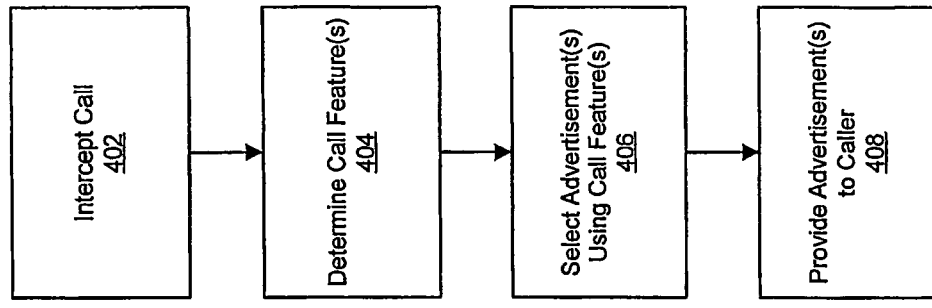 Intercept Call
402
Determine Call Feature(s)
404
Select Advertisement(s)
Using Call Feature(s)
406
Provide Advertisement(s)
to Caller
408